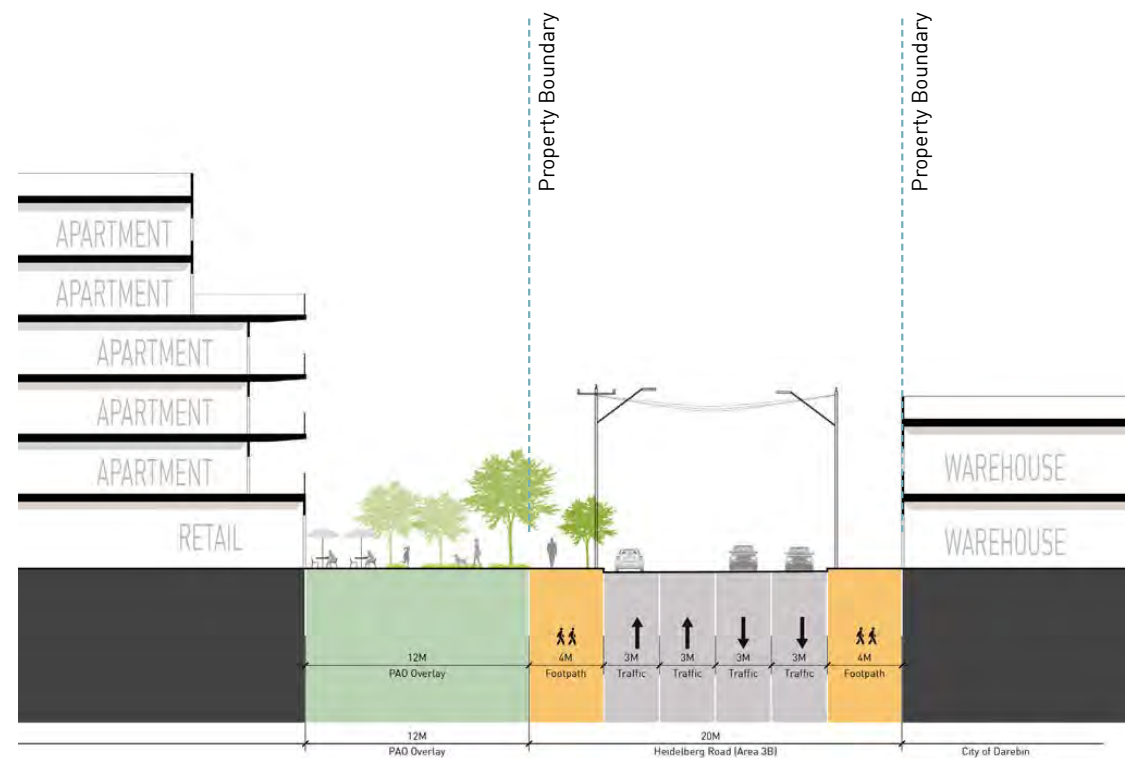 Property Boundary
Property Boundary
APARTMENT
APARTMENT
APARTMENT
APARTMENT
APARTMENT
RETAIL
WAREHOUSE
WAREHOUSE
12M
PAO Overlay
4M
Footpath
3M
Traffic
3M
Traffic
3M
Traffic
3M
Traffic
4M
Footpath
12M
PAO Overlay
20M
Heidelberg Road (Area 3B)
City of Darebin